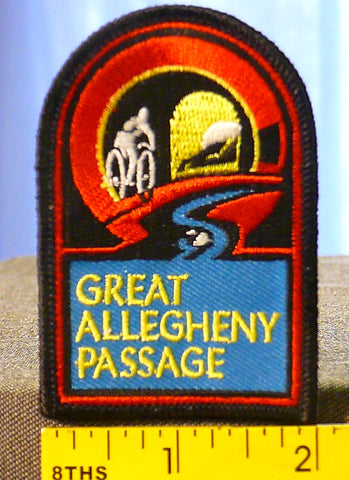 GREAT
ALLEGHENY
PASSAGE
1 2
8THS